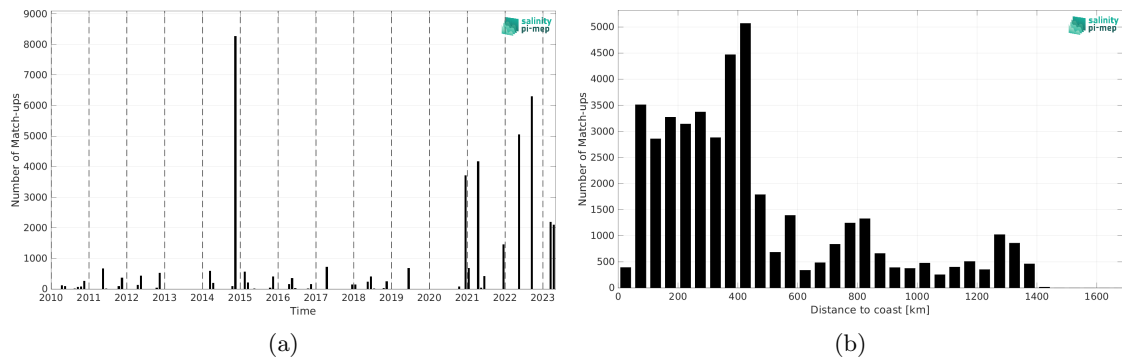 9000
8000
7000
6000
5000
4000
3000
2000
1000
0
Number of Match-ups
2010 2011 2012 2013 2014 2015 2016 2017 2018 2019 2020 2021 2022 2023
Time
salinity
pi-mep
(a)
5000
4500
4000
3500
3000
2500
2000
1500
1000
500
0
Number of Match-ups
0 200 400 600 800 1000 1200 1400 1600
Distance to coast [km]
salinity
pi-mep
(b)